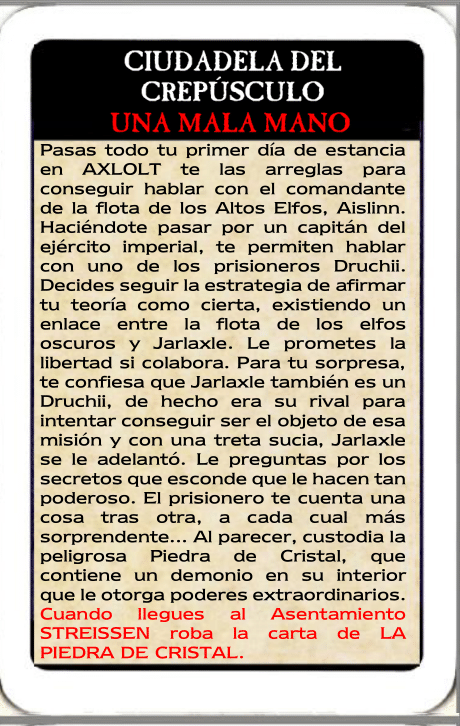 CIUDADELA DEL
CREPÚSCULO
UNA MALA MANO
Pasas todo tu primer día de estancia
en AXLOLT te las arreglas para
conseguir hablar con el comandante
de la flota de los Altos Elfos, Aislinn.
Haciéndote pasar por un capitán del
ejército imperial, te permiten hablar
con uno de los prisioneros Druchii.
Decides seguir la estrategia de afirmar
tu teoría como cierta, existiendo un
enlace entre la flota de los elfos
oscuros y Jarlaxle. Le prometes la
libertad si colabora. Para tu sorpresa,
te confiesa que Jarlaxle también es un
Druchii, de hecho era su rival para
intentar conseguir ser el objeto de esa
misión y con una treta sucia, Jarlaxle
se le adelantó. Le preguntas por los
secretos que esconde que le hacen tan
poderoso. El prisionero te cuenta una
cosa tras otra, a cada cual más
sorprendente... Al parecer, custodia la
peligrosa Piedra de Cristal, que
contiene un demonio en su interior
que le otorga poderes extraordinarios.
Cuando llegues al Asentamiento
STREISSEN roba la carta de LA
PIEDRA DE CRISTAL.